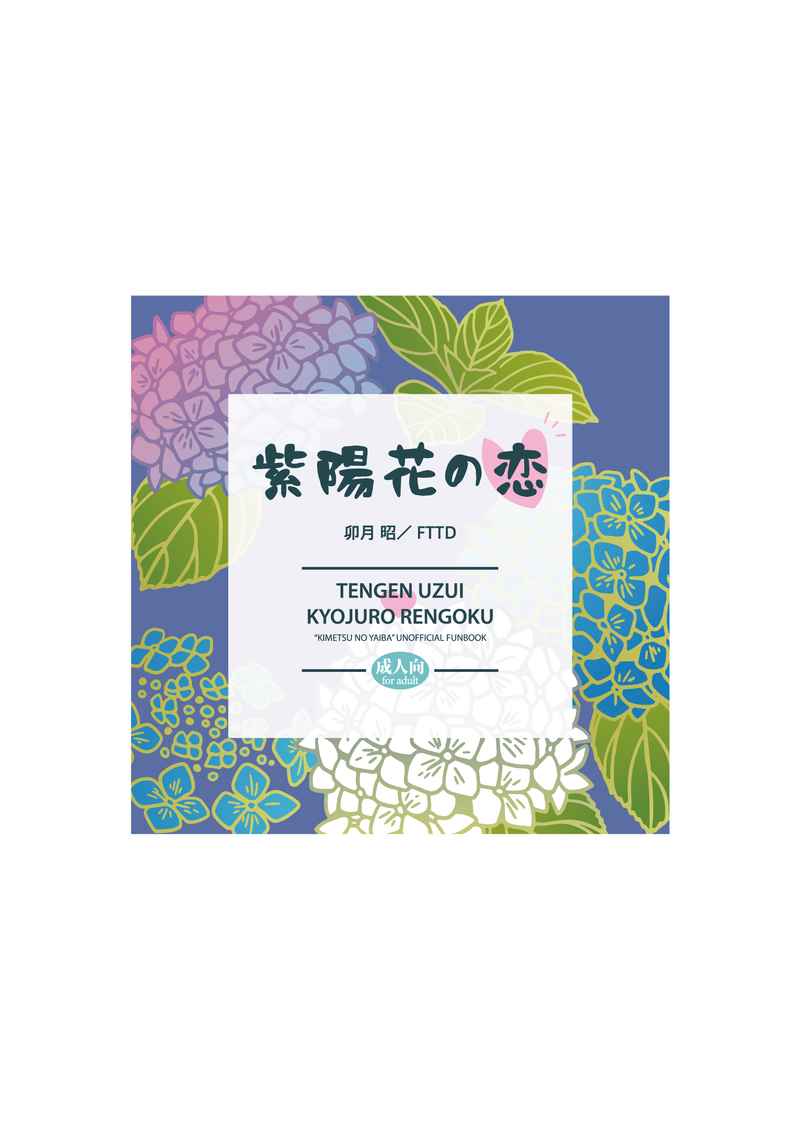 紫陽花の恋
卯月 昭／ FTTD
TENGEN UZUI
KYOJURO RENGOKU
"KIMETSU NO YAIBA" UNOFFICIAL FUNBOOK
成人向
for adult